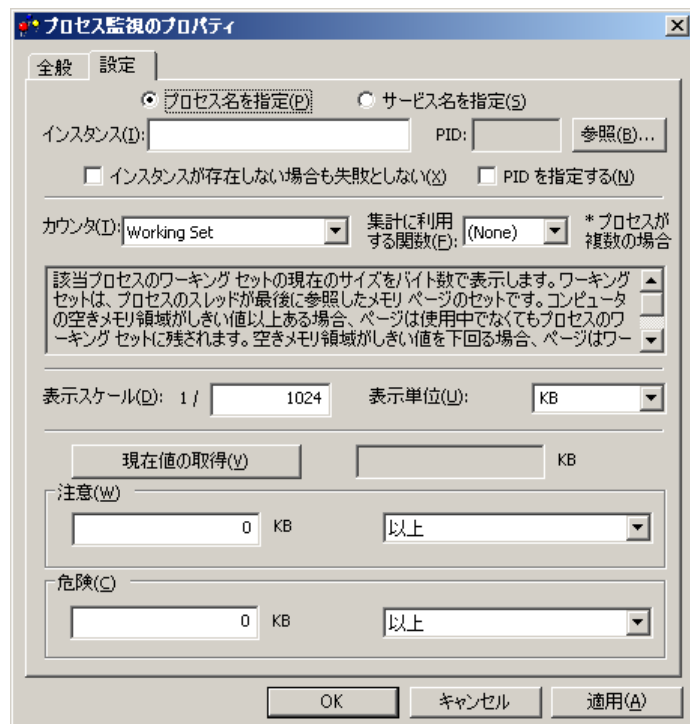 プロセス監視のプロパティ
全般 設定
プロセス名を指定(P) サービス名を指定(S)
インスタンス(I): PID: 参照(B)...
インスタンスが存在しない場合も失敗としない(X) PID を指定する(N)
カウンタ(T): Working Set 集計に利用する関数(F): (None) * プロセスが複数の場合
該当プロセスのワーキング セットの現在のサイズをバイト数で表示します。ワーキング
セットは、プロセスのスレッドが最後に参照したメモリ ページのセットです。コンピュータ
の空きメモリ領域がしきい値以上ある場合、ページは使用中でなくてもプロセスのワ
ーキング セットに残されます。空きメモリ領域がしきい値を下回る場合、ページはワー
表示スケール(D): 1 / 1024 表示単位(U): KB
現在値の取得(V) KB
注意(W)
0 KB 以上
危険(C)
0 KB 以上
OK キャンセル 適用(A)